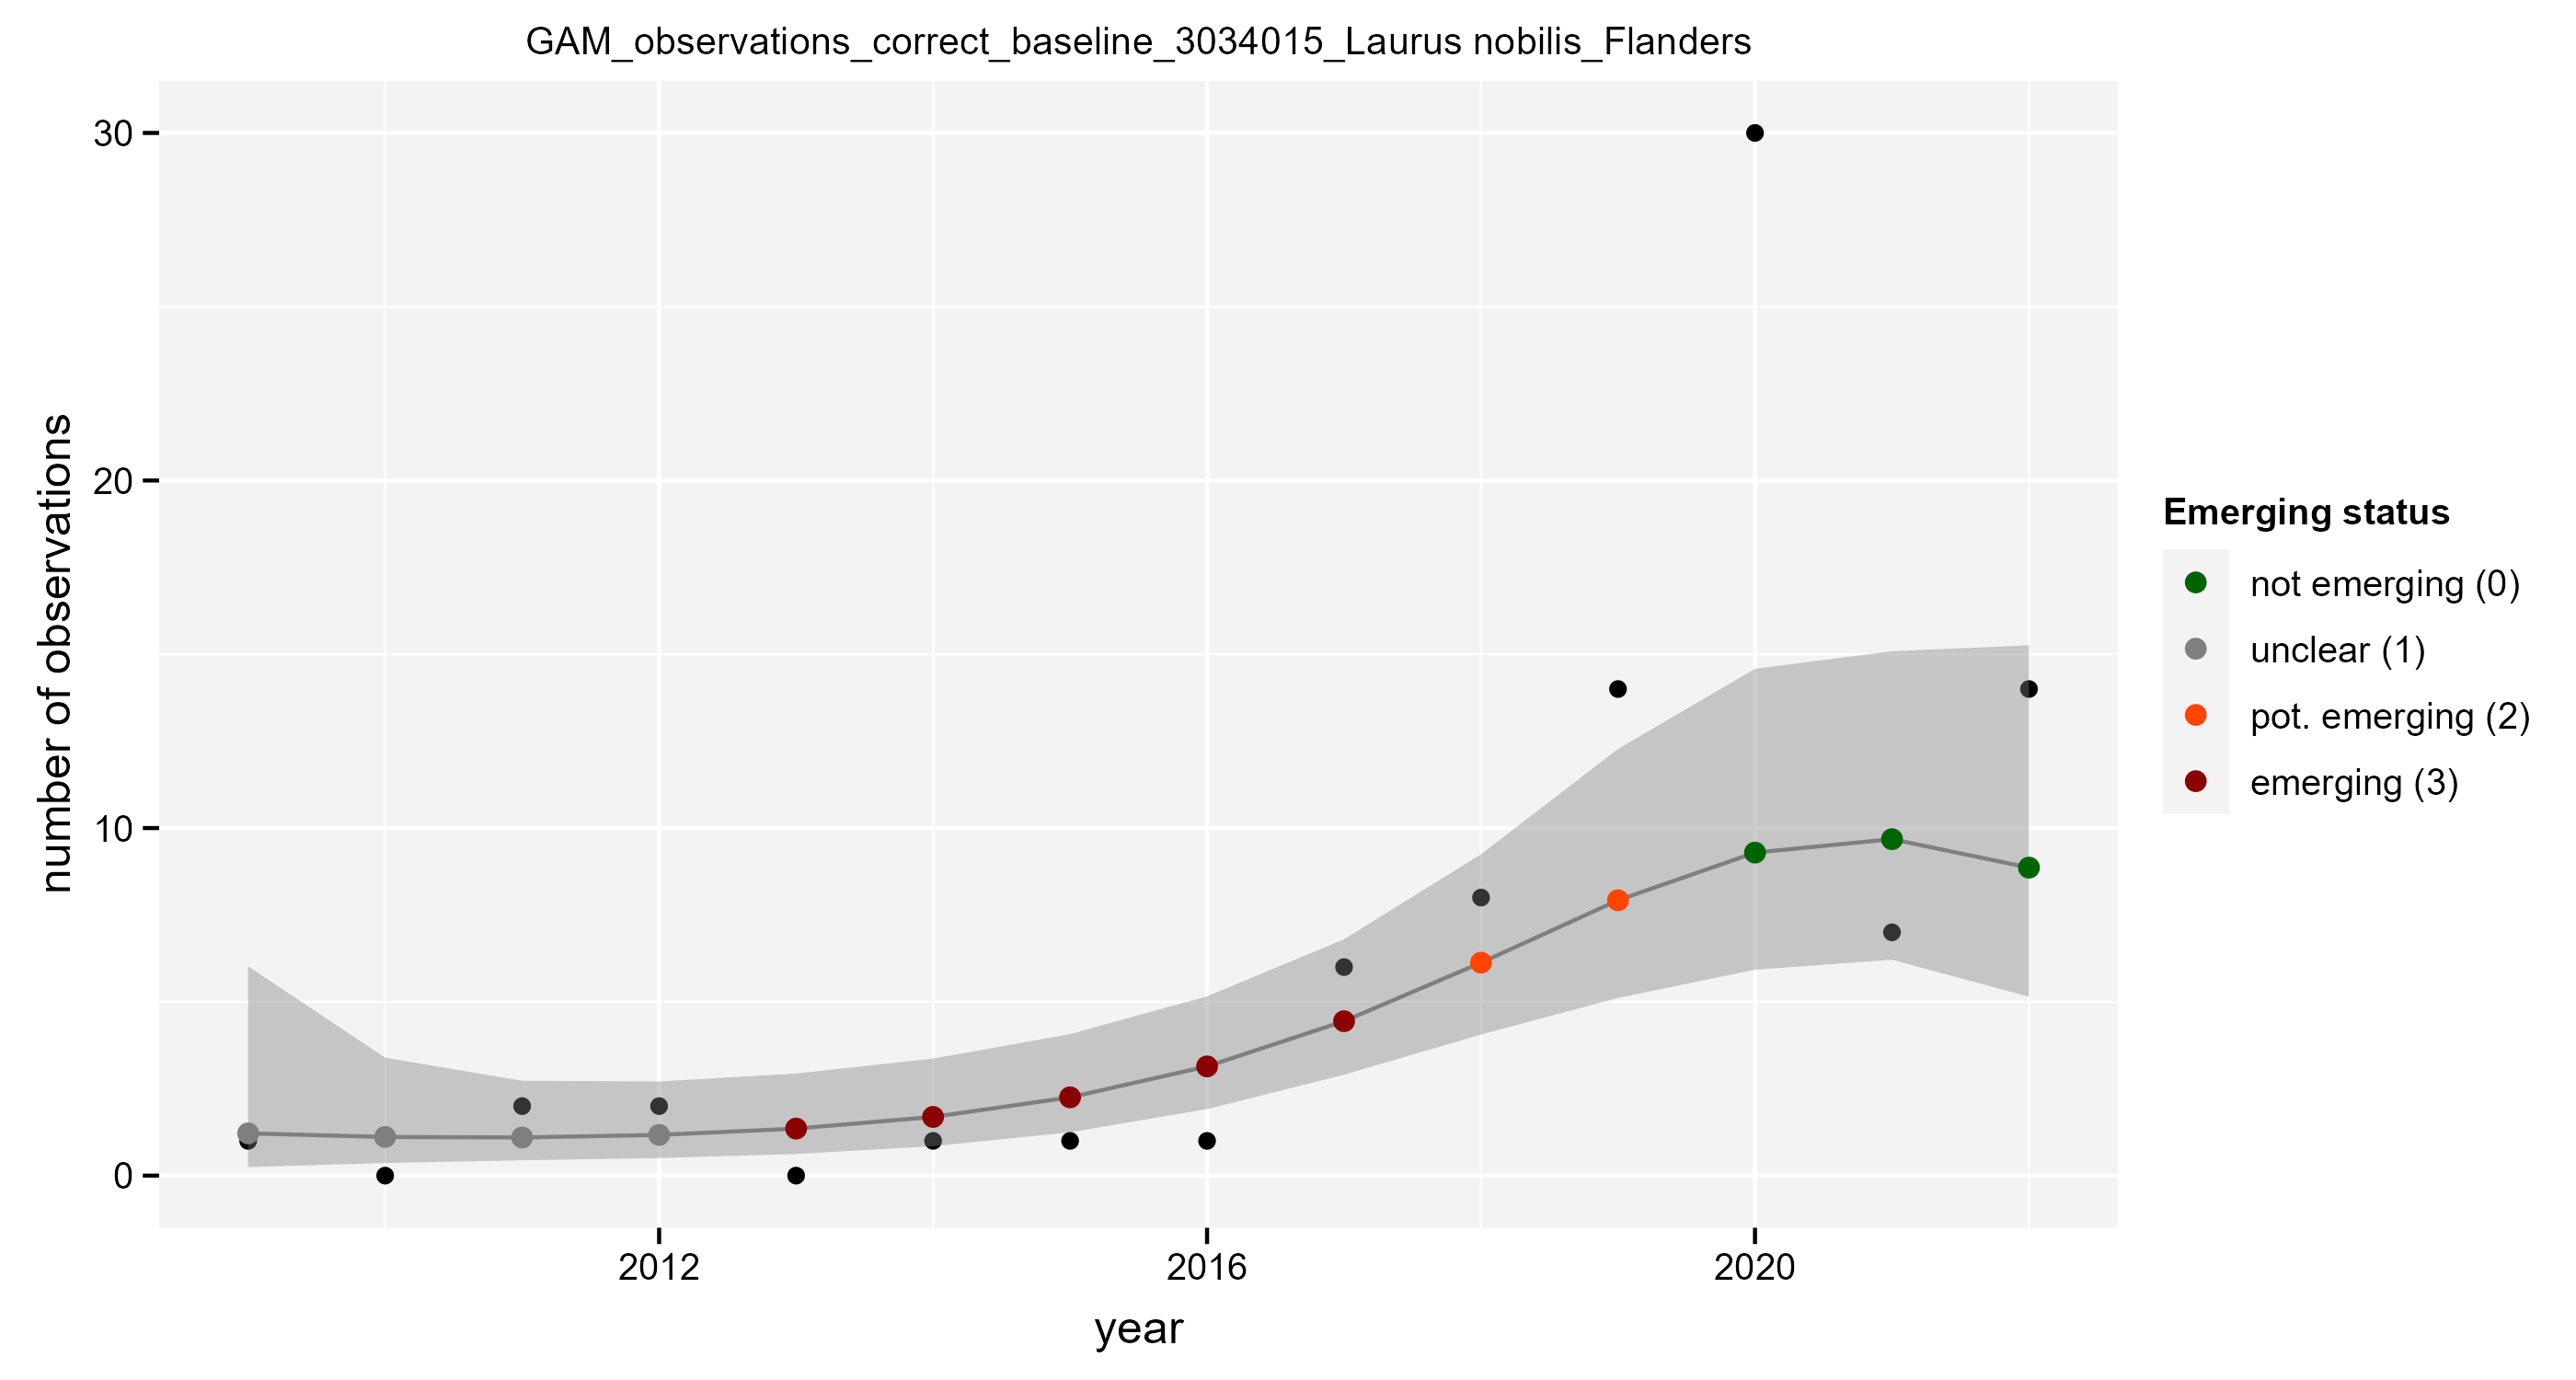 GAM_observations_correct_baseline_3034015_Laurus nobilis_Flanders
number of observations
30
20
10
0
2012
2016
2020
year
Emerging status
not emerging (0)
unclear (1)
pot. emerging (2)
emerging (3)